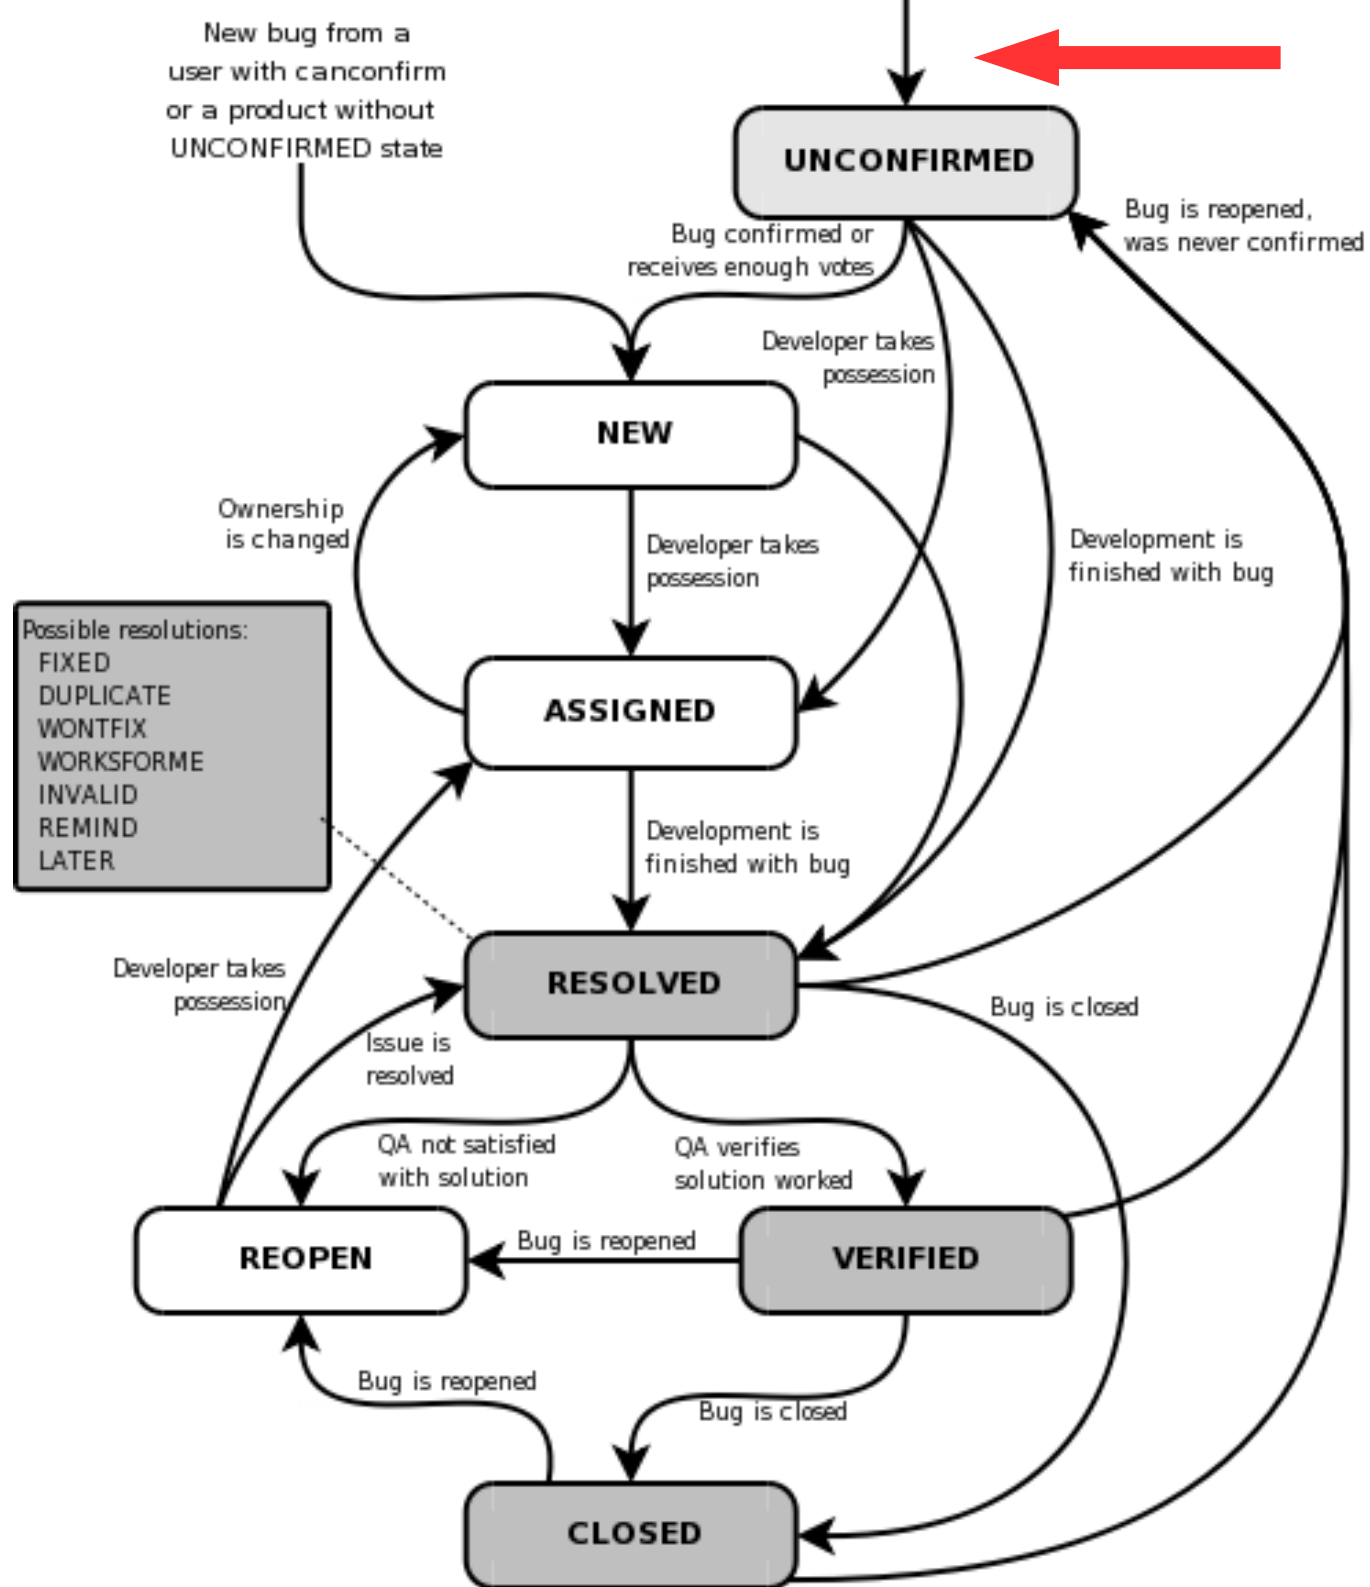 New bug from a
user with canconfirm
or a product without
UNCONFIRMED state
UNCONFIRMED
Bug is reopened,
was never confirmed
Bug confirmed or
receives enough votes
Developer takes
possession
NEW
Ownership
is changed
Developer takes
possession
Development is
finished with bug
Possible resolutions:
FIXED
DUPLICATE
WONTFIX
WORKSFORME
INVALID
REMIND
LATER
ASSIGNED
Development is
finished with bug
RESOLVED
Developer takes
possession
Bug is closed
Issue is
resolved
QA not satisfied
with solution
QA verifies
solution worked
REOPEN
Bug is reopened
VERIFIED
Bug is reopened
Bug is closed
CLOSED